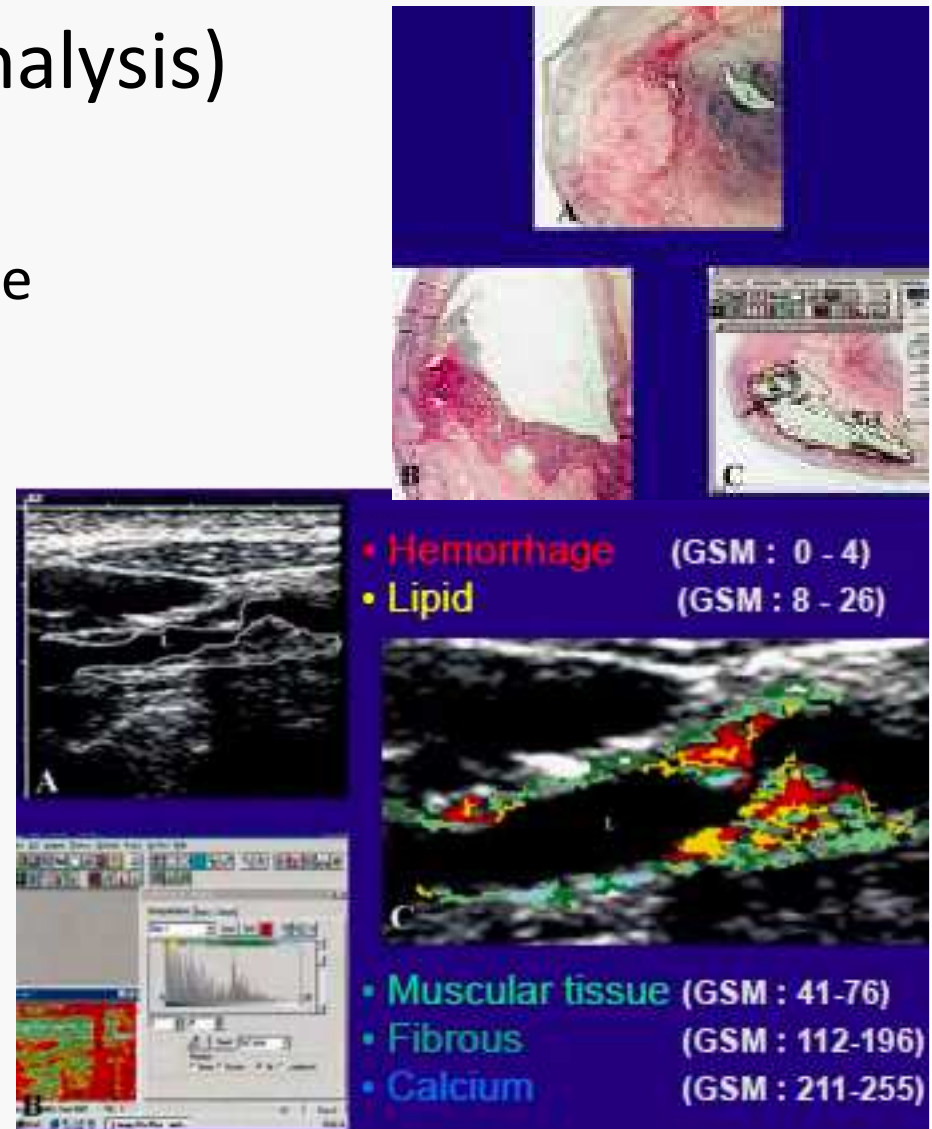 nalysis)
e
A
B
C
• Hemorrhage (GSM : 0 - 4)
• Lipid (GSM : 8 - 26)
A
L
C
B
• Muscular tissue (GSM : 41-76)
• Fibrous (GSM : 112-196)
• Calcium (GSM : 211-255)